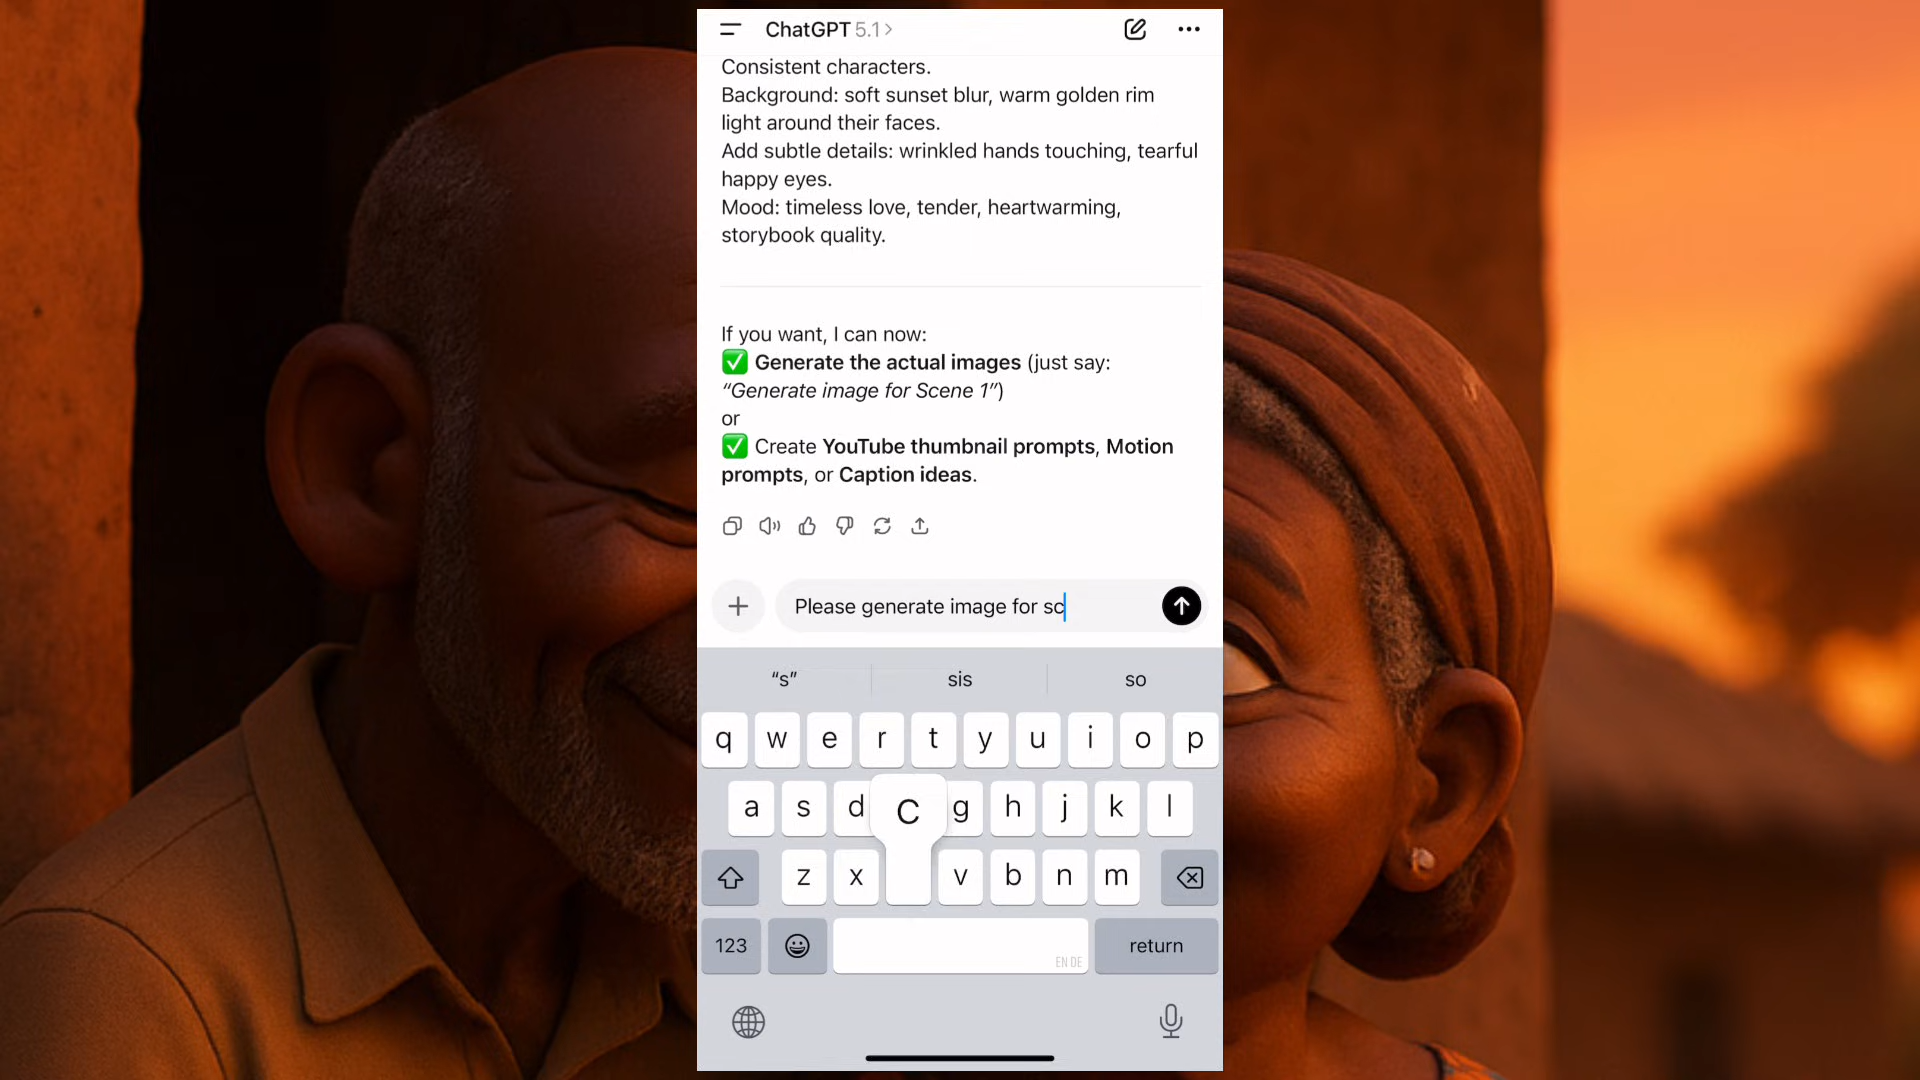 ChatGPT 5.1 >
Consistent characters.
Background: soft sunset blur, warm golden rim
light around their faces.
Add subtle details: wrinkled hands touching, tearful
happy eyes.
Mood: timeless love, tender, heartwarming,
storybook quality.
If you want, I can now:
✅ Generate the actual images (just say:
“Generate image for Scene 1”)
or
✅ Create YouTube thumbnail prompts, Motion
prompts, or Caption ideas.
Please generate image for sc
“s” sis so
q w e r t y u i o p
a s d C g h j k l
z x v b n m
123 return
EN DE